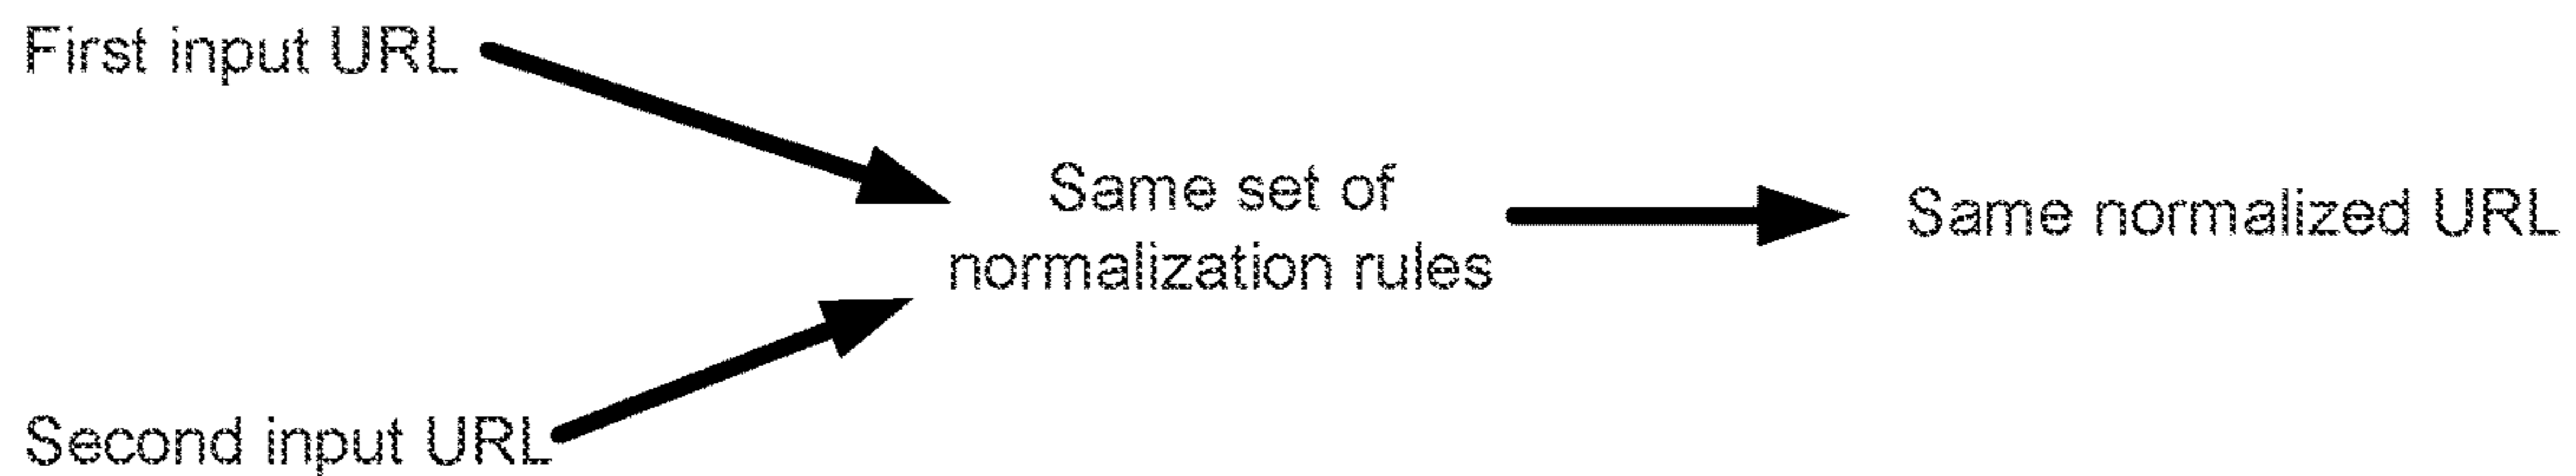 First input URL
Same set of
normalization rules
Same normalized URL
Second input URL